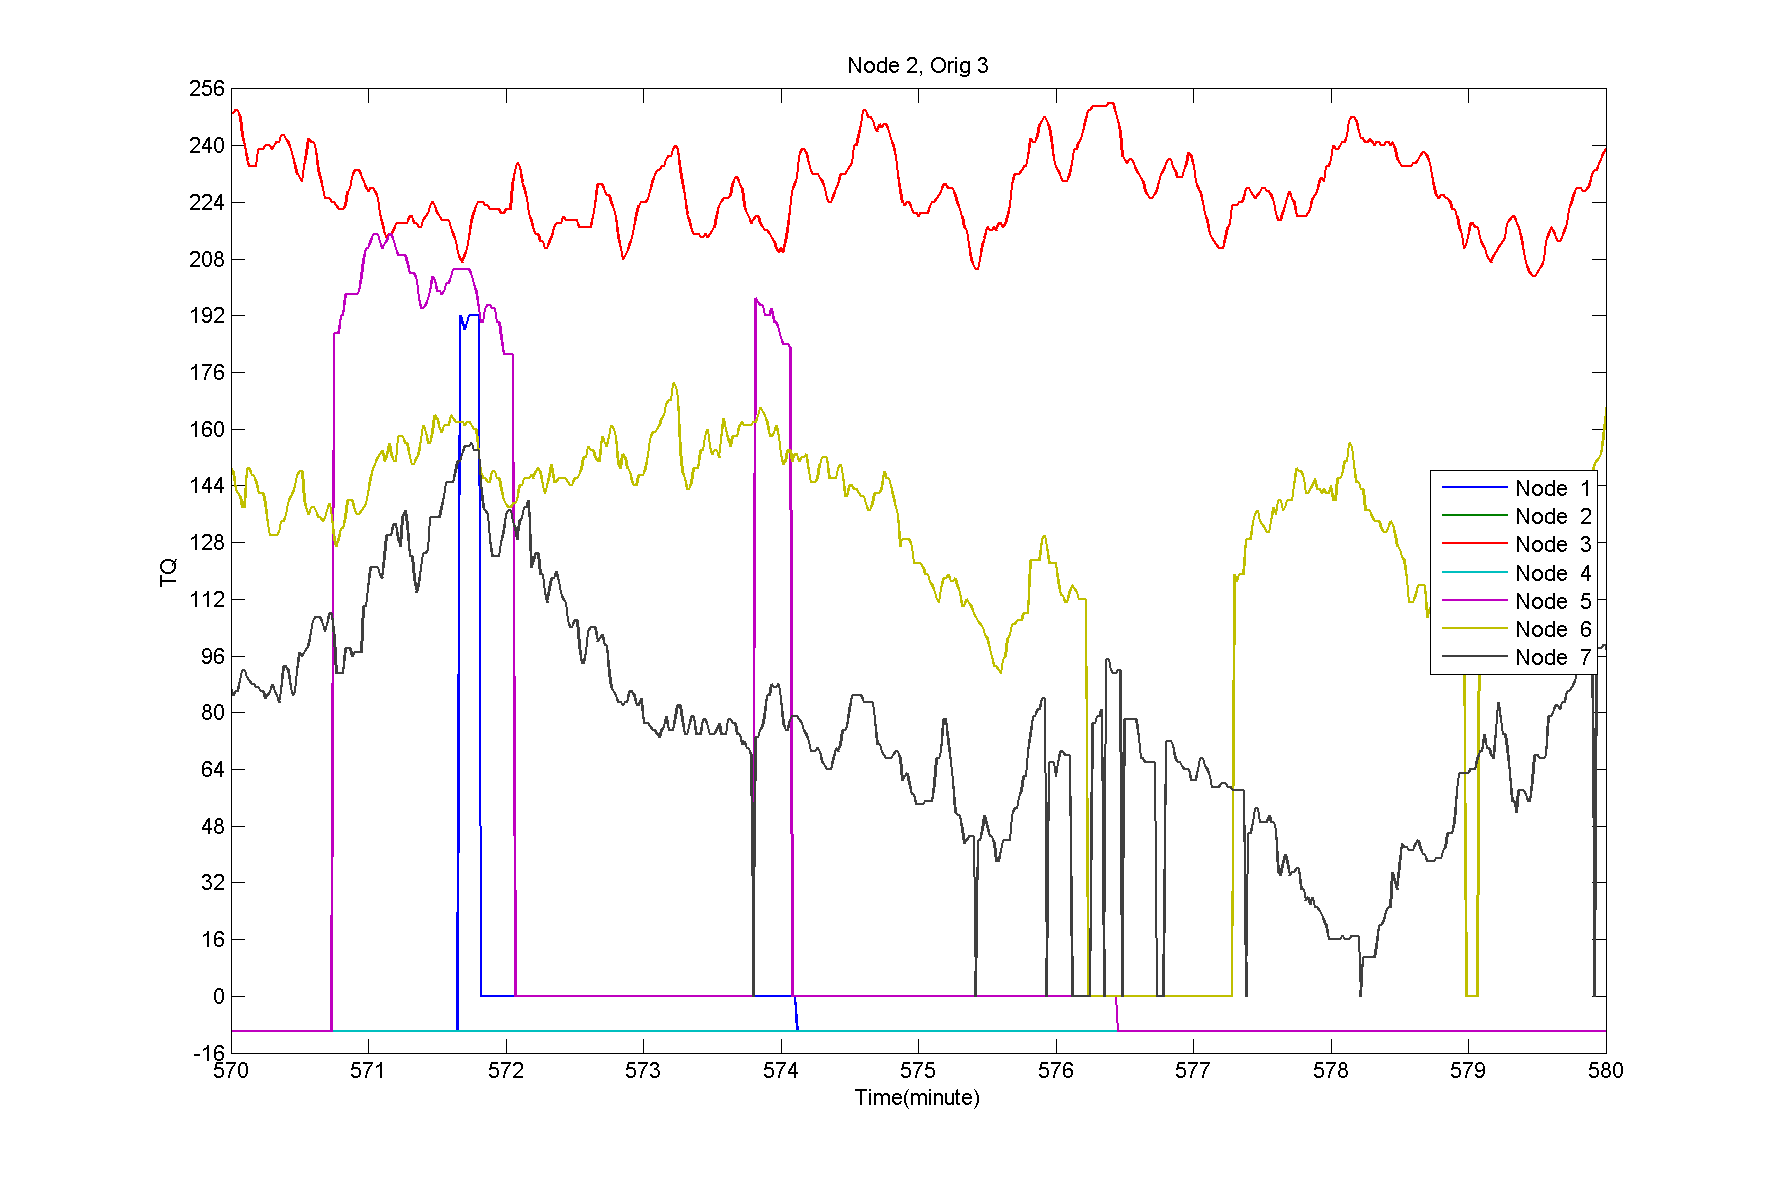 Node 2, Orig 3
256
240
224
208
192
176
160
144
128
112
96
80
64
48
32
16
0
-16
TQ
570 571 572 573 574 575 576 577 578 579 580
Time(minute)
Node 1
Node 2
Node 3
Node 4
Node 5
Node 6
Node 7